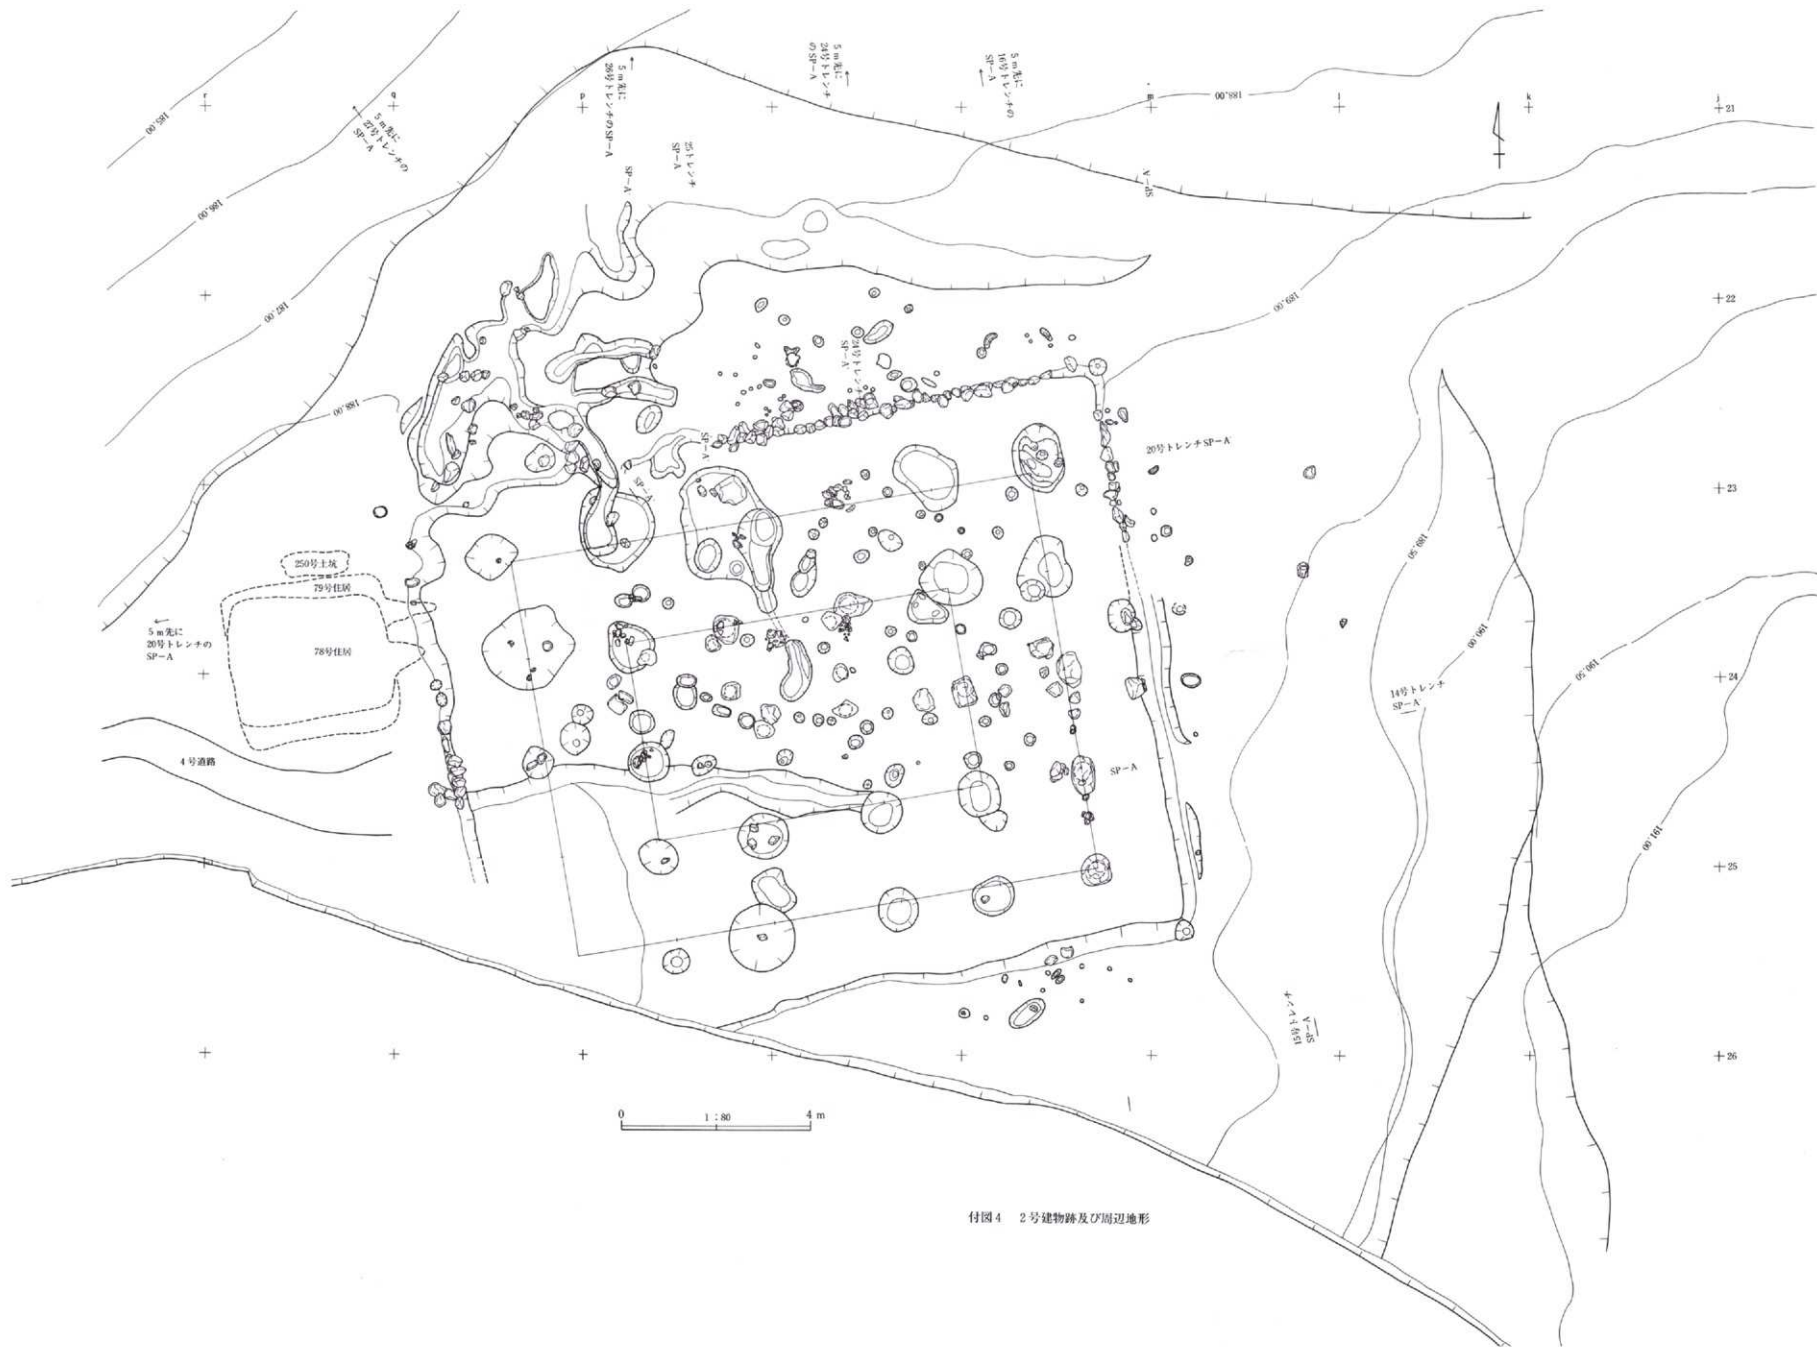 5m先に
26号トレンチのSP-A
5m先に
24号トレンチ
のSP-A
5m先に
16号トレンチの
SP-A
188.00
r
q
o
m
l
k
j
21
185.00
5m先に
27号トレンチの
SP-A
25トレンチ
SP-A
SP-A
SP-A
186.00
187.00
189.00
22
24号トレンチ
SP-A'
188.00
SP-A'
20号トレンチSP-A'
SP-A'
23
189.50
250号土坑
79号住居
5m先に
20号トレンチの
SP-A
78号住居
190.00
190.50
24
14号トレンチ
SP-A'
4号道路
SP-A
191.00
25
15号トレンチ
SP-A
26
0
1:80
4 m
付図4 2号建物跡及び周辺地形